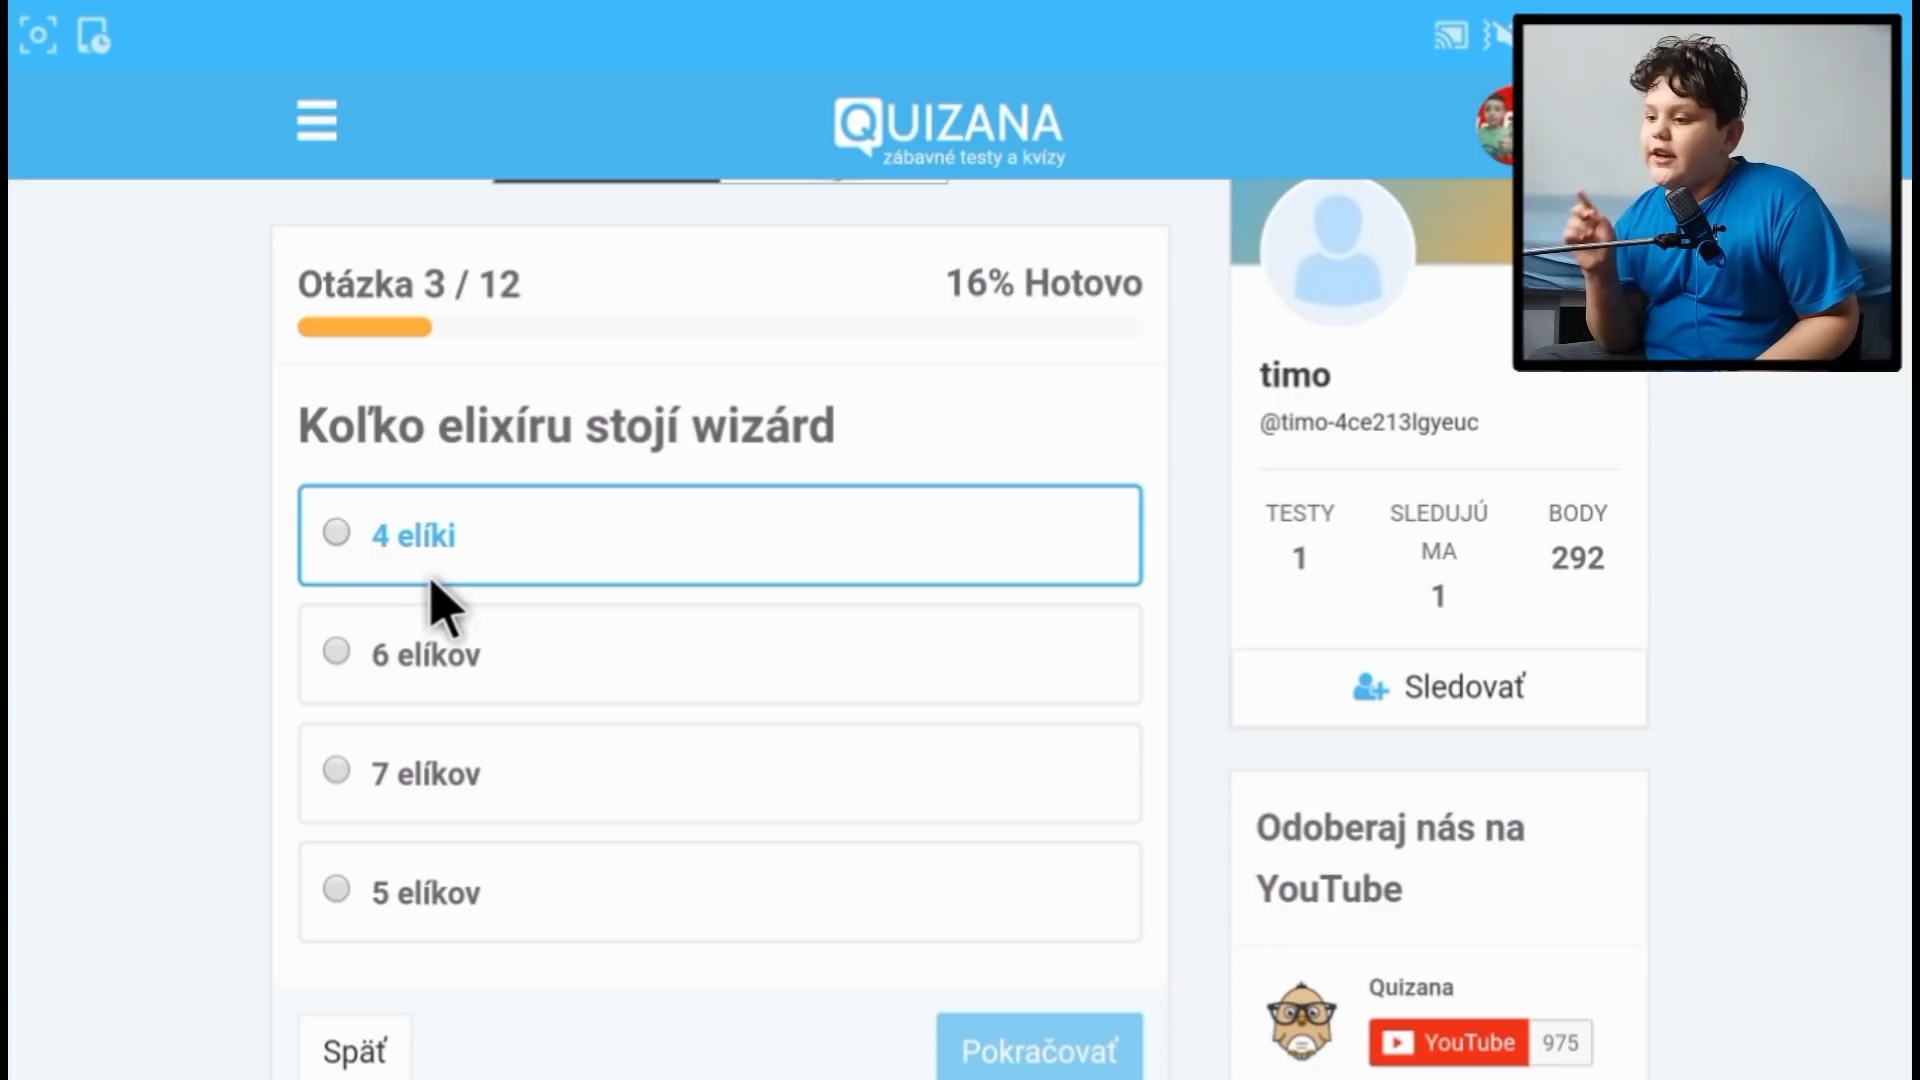 QUIZANA
zábavné testy a kvízy
Otázka 3 / 12
16% Hotovo
Koľko elixíru stojí wizárd
4 elíki
6 elíkov
7 elíkov
5 elíkov
Späť
Pokračovať
timo
@timo-4ce213lgyeuc
TESTY
1
SLEDUJÚ
MA
1
BODY
292
Sledovať
Odoberaj nás na
YouTube
Quizana
YouTube
975